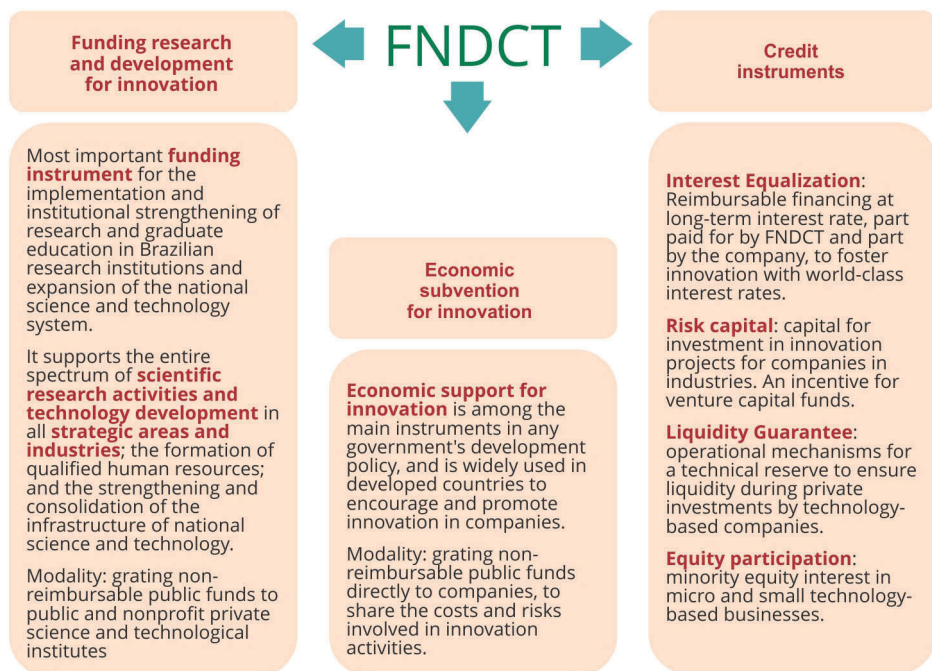 FNDCT
Funding research
and development
for innovation
Most important funding
instrument for the
implementation and
institutional strengthening of
research and graduate
education in Brazilian
research institutions and
expansion of the national
science and technology
system.
It supports the entire
spectrum of scientific
research activities and
technology development in
all strategic areas and
industries; the formation of
qualified human resources;
and the strengthening and
consolidation of the
infrastructure of national
science and technology.
Modality: grating non-
reimbursable public funds to
public and nonprofit private
science and technological
institutes
Economic
subvention
for innovation
Economic support for
innovation is among the
main instruments in any
government's development
policy, and is widely used in
developed countries to
encourage and promote
innovation in companies.
Modality: grating non-
reimbursable public funds
directly to companies, to
share the costs and risks
involved in innovation
activities.
Credit
instruments
Interest Equalization:
Reimbursable financing at
long-term interest rate, part
paid for by FNDCT and part
by the company, to foster
innovation with world-class
interest rates.
Risk capital: capital for
investment in innovation
projects for companies in
industries. An incentive for
venture capital funds.
Liquidity Guarantee:
operational mechanisms for
a technical reserve to ensure
liquidity during private
investments by technology-
based companies.
Equity participation:
minority equity interest in
micro and small technology-
based businesses.